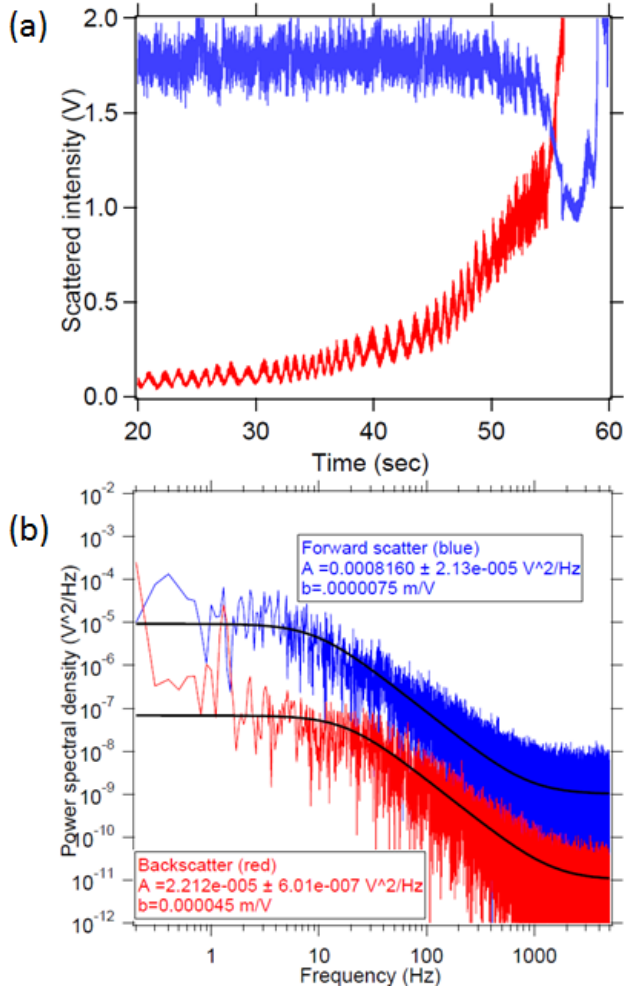 (a)
2.0
1.5
1.0
0.5
0.0
Scattered intensity (V)
20
30
40
50
60
Time (sec)
(b)
10^-2
10^-3
10^-4
10^-5
10^-6
10^-7
10^-8
10^-9
10^-10
10^-11
10^-12
Power spectral density (V^2/Hz)
Forward scatter (blue)
A =0.0008160 ± 2.13e-005 V^2/Hz
b=.0000075 m/V
Backscatter (red)
A =2.212e-005 ± 6.01e-007 V^2/Hz
b=0.000045 m/V
1
10
100
1000
Frequency (Hz)